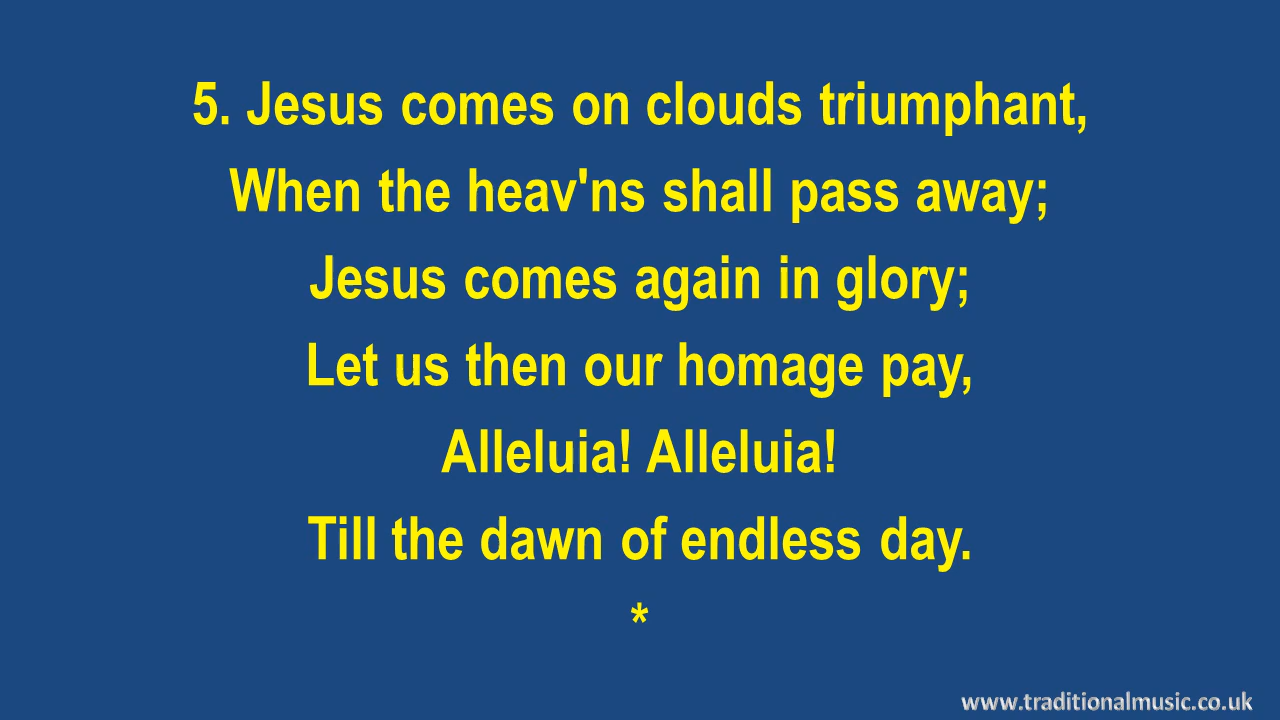 5. Jesus comes on clouds triumphant,
When the heav'ns shall pass away;
Jesus comes again in glory;
Let us then our homage pay,
Alleluia! Alleluia!
Till the dawn of endless day.
*
www.traditionalmusic.co.uk